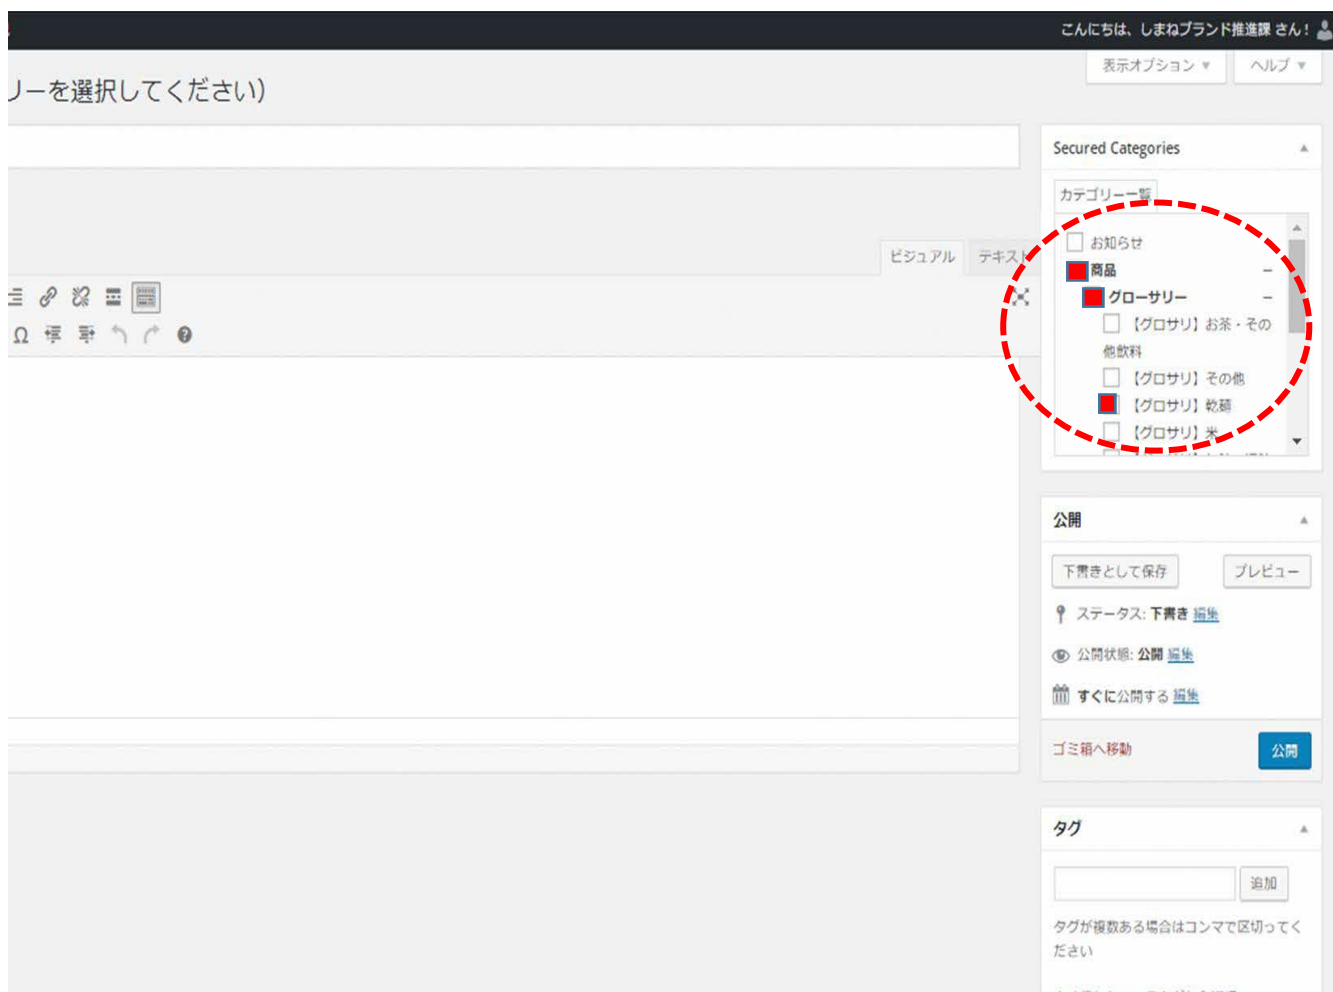 こんにちは、しまねブランド推進課 さん！
表示オプション
ヘルプ
リーを選択してください）
Secured Categories
カテゴリー一覧
お知らせ
商品
グローサリー
【グロサリ】お茶・その
他飲料
【グロサリ】その他
【グロサリ】乾麺
【グロサリ】米
ビジュアル
テキスト
公開
下書きとして保存
プレビュー
ステータス: 下書き 編集
公開状態: 公開 編集
すぐに公開する 編集
ゴミ箱へ移動
公開
タグ
追加
タグが複数ある場合はコンマで区切ってく
ださい